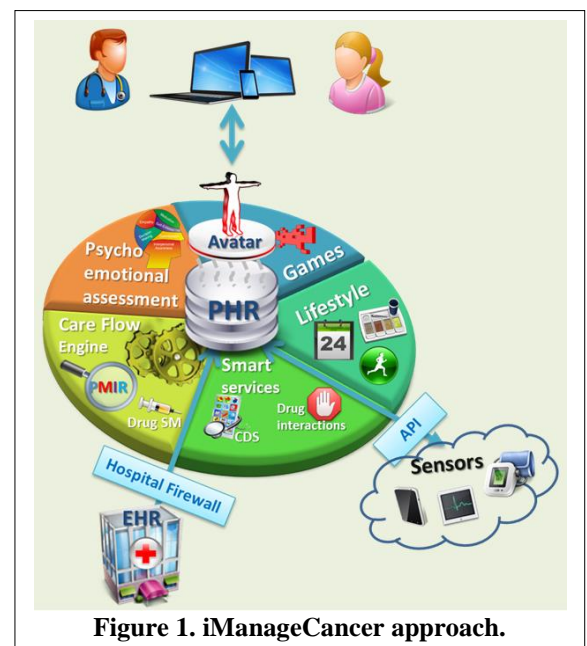 Avatar
Games
Psycho
emotional
assessment
PHR
Lifestyle
24
Care Flow
Engine
PMIR
Drug SM
Smart
services
CDS
Drug
interactions
API
Sensors
Hospital Firewall
EHR
Figure 1. iManageCancer approach.